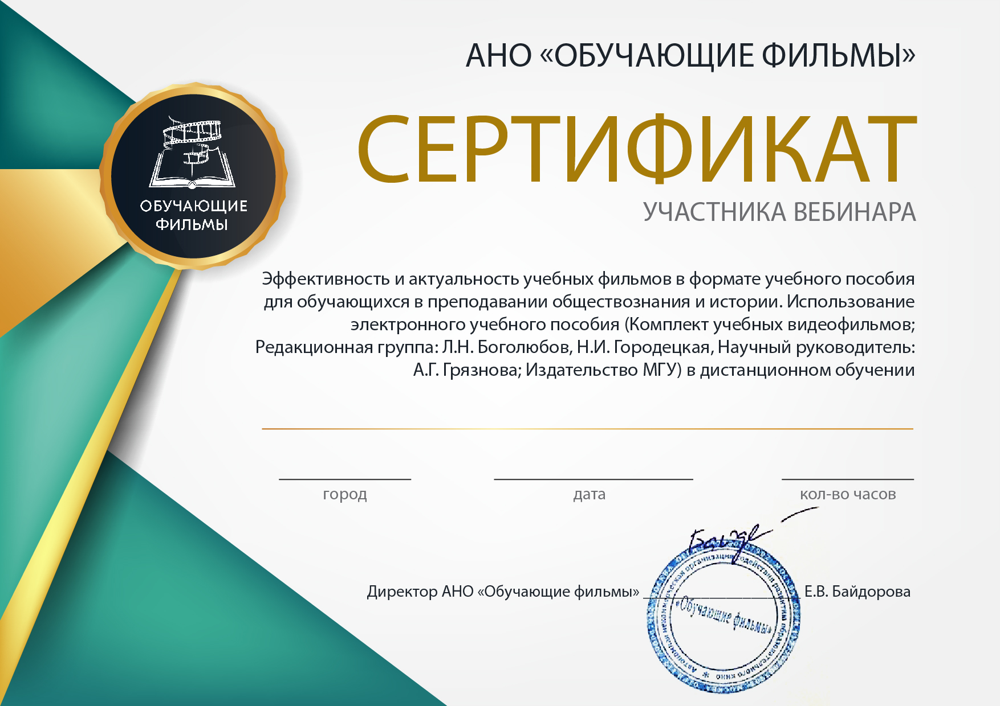 АНО «ОБУЧАЮЩИЕ ФИЛЬМЫ»
СЕРТИФИКАТ
УЧАСТНИКА ВЕБИНАРА
ОБУЧАЮЩИЕ
ФИЛЬМЫ
Эффективность и актуальность учебных фильмов в формате учебного пособия
для обучающихся в преподавании обществознания и истории. Использование
электронного учебного пособия (Комплект учебных видеофильмов;
Редакционная группа: Л.Н. Боголюбов, Н.И. Городецкая, Научный руководитель:
А.Г. Грязнова; Издательство МГУ) в дистанционном обучении
город
дата
кол-во часов
Директор АНО «Обучающие фильмы» Е.В. Байдорова
Автономная некоммерческая организация содействия развитию образовательного кино *
«Обучающие фильмы»